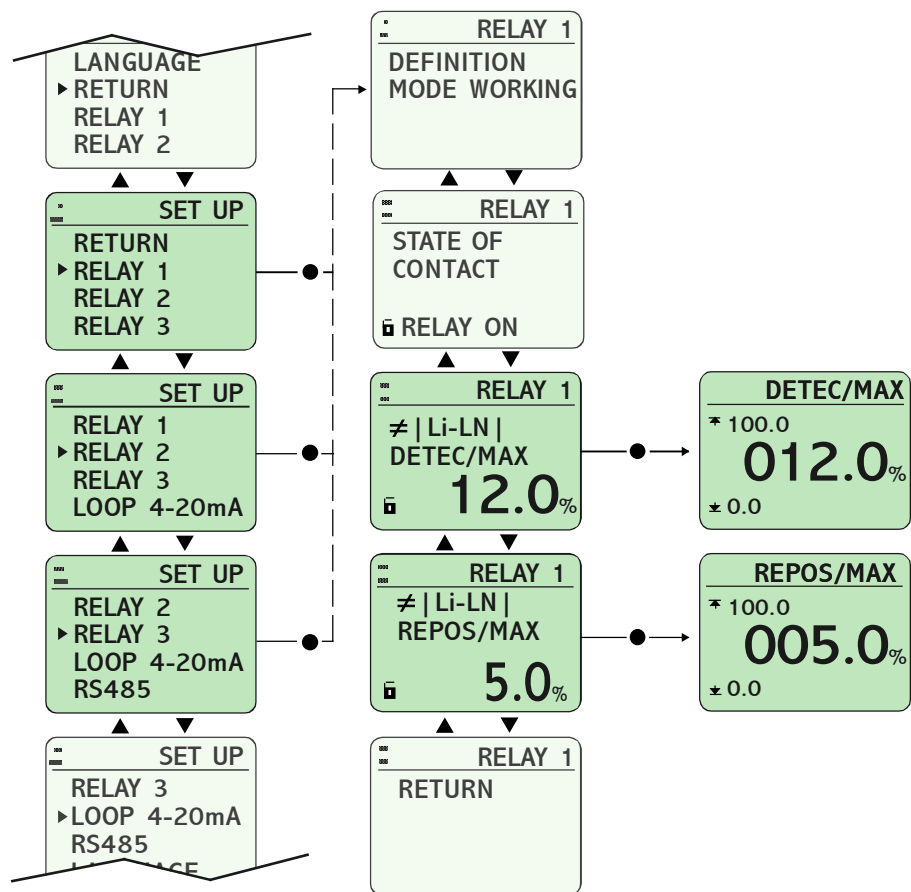 LANGUAGE
▶RETURN
RELAY 1
RELAY 2
SET UP
RETURN
▶RELAY 1
RELAY 2
RELAY 3
SET UP
RELAY 1
▶RELAY 2
RELAY 3
LOOP 4-20mA
SET UP
RELAY 2
▶RELAY 3
LOOP 4-20mA
RS485
SET UP
RELAY 3
▶LOOP 4-20mA
RS485
LANGUAGE
RELAY 1
DEFINITION
MODE WORKING
RELAY 1
STATE OF
CONTACT
RELAY ON
RELAY 1
≠|Li-LN|
DETEC/MAX
12.0%
RELAY 1
≠|Li-LN|
REPOS/MAX
5.0%
RELAY 1
RETURN
DETEC/MAX
100.0
012.0%
0.0
REPOS/MAX
100.0
005.0%
0.0